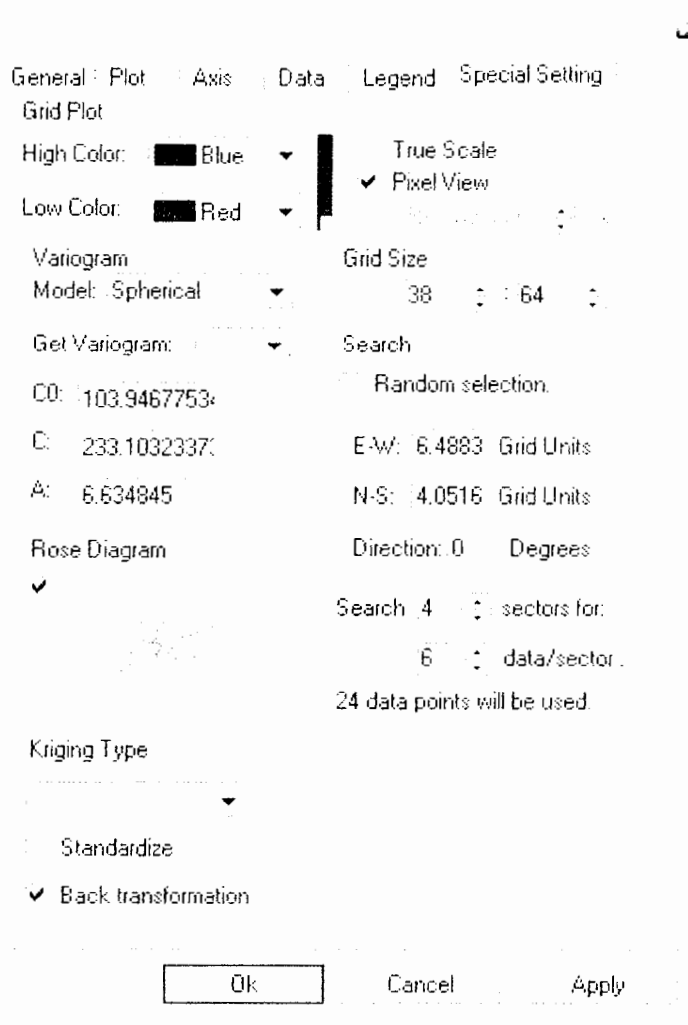 General Plot Axis Data Legend Special Setting
Grid Plot
High Color: Blue
Low Color: Red
True Scale
Pixel View
Variogram
Model: Spherical
Get Variogram:
C0: 103.94677534
C: 233.1032337
A: 6.634845
Rose Diagram
Grid Size
38 : 64
Search
Random selection.
E-W: 6.4883 Grid Units
N-S: 4.0516 Grid Units
Direction: 0 Degrees
Search 4 sectors for:
6 data/sector.
24 data points will be used.
Kriging Type
Standardize
Back transformation
Ok Cancel Apply